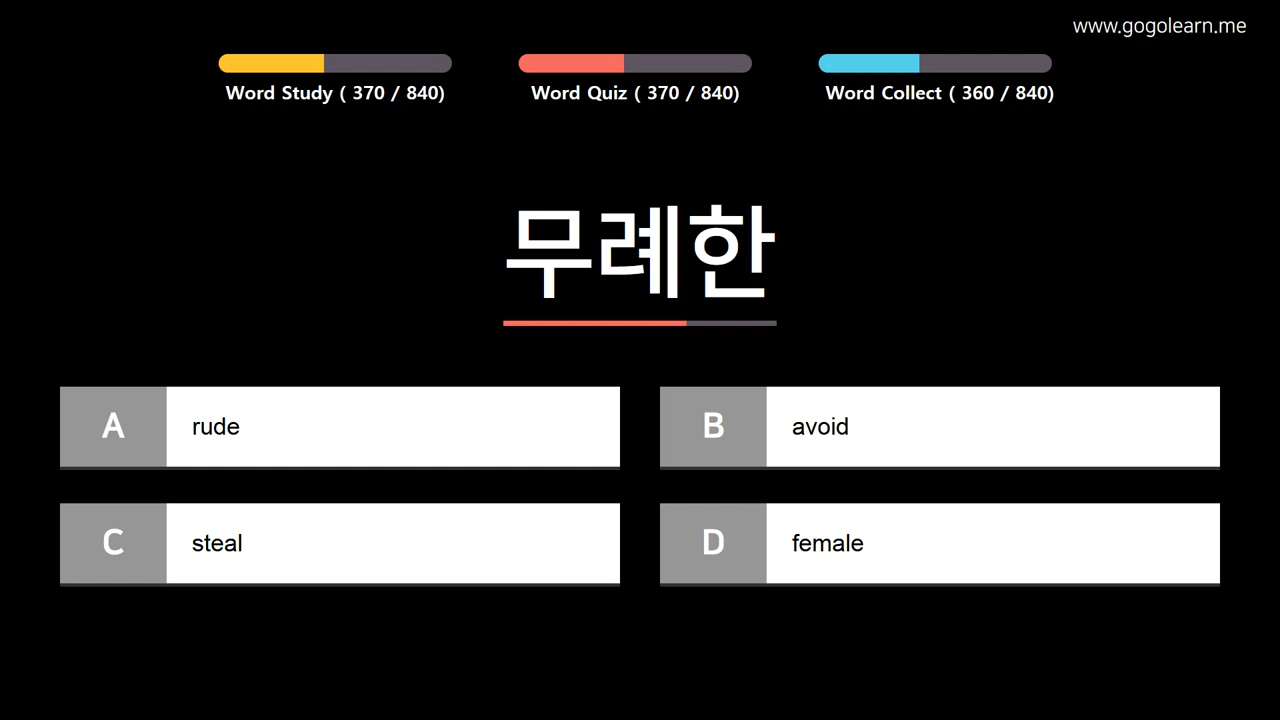 www.gogolearn.me
Word Study ( 370 / 840)
Word Quiz ( 370 / 840)
Word Collect ( 360 / 840)
무례한
A rude
B avoid
C steal
D female